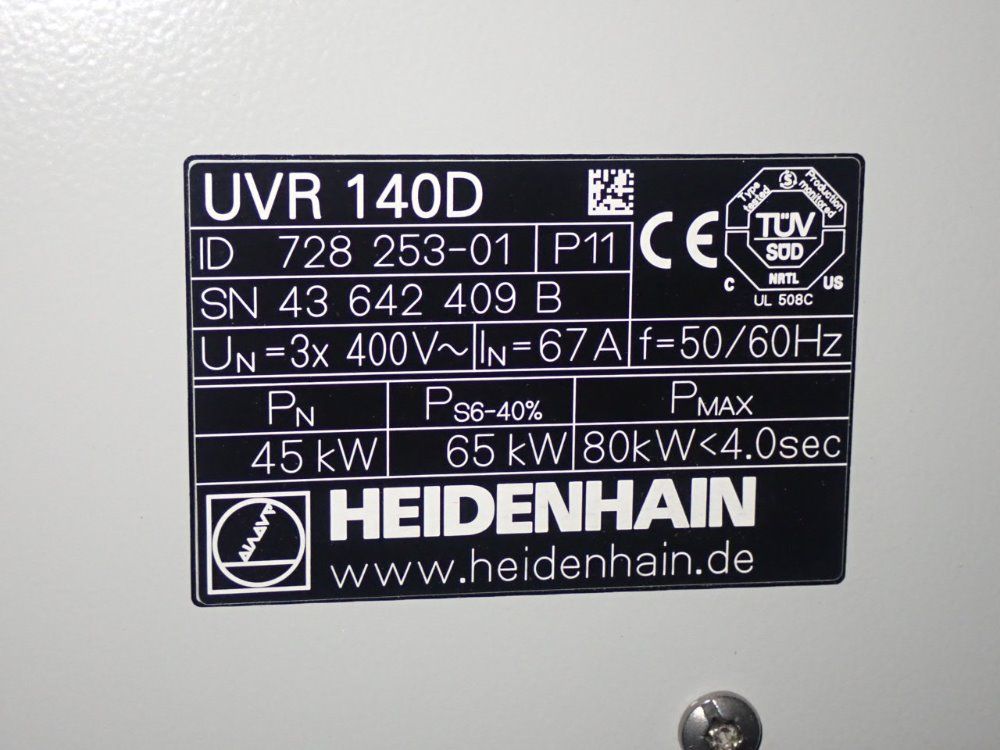 UVR 140D
ID 728 253-01 P11
SN 43 642 409 B
CE
Type tested
S
Production monitored
TÜV
SÜD
NRTL
C US
UL 508C
UN=3x 400V~ IN=67A f=50/60Hz
PN PS6-40% PMAX
45 kW 65 kW 80kW<4.0sec
HEIDENHAIN
www.heidenhain.de